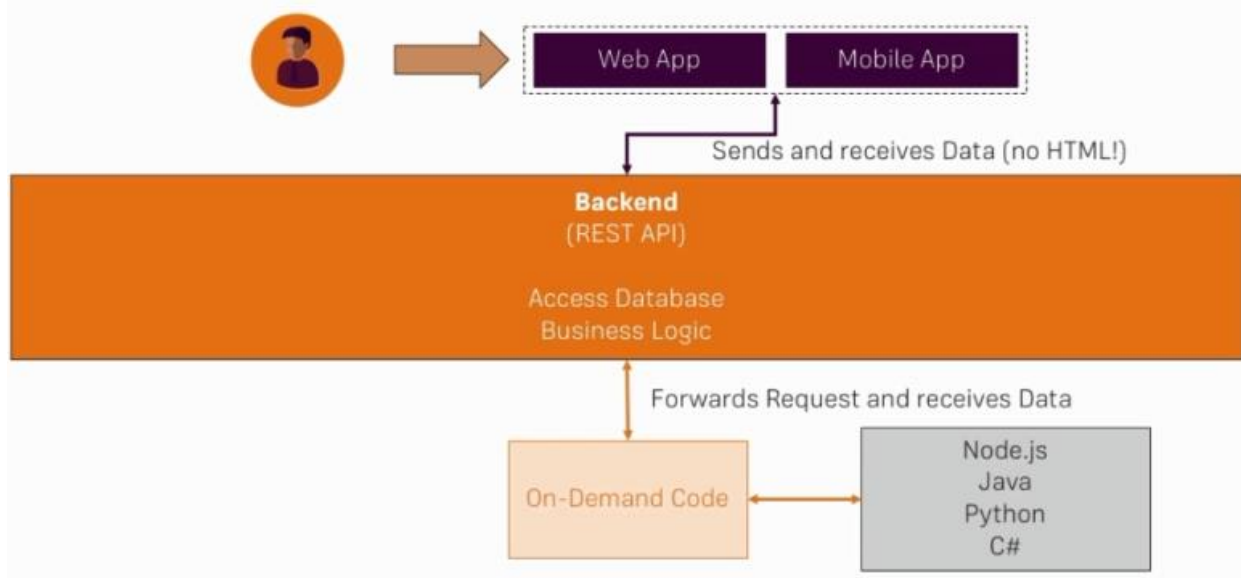 Web App
Mobile App
Sends and receives Data (no HTML!)
Backend
(REST API)
Access Database
Business Logic
Forwards Request and receives Data
On-Demand Code
Node.js
Java
Python
C#